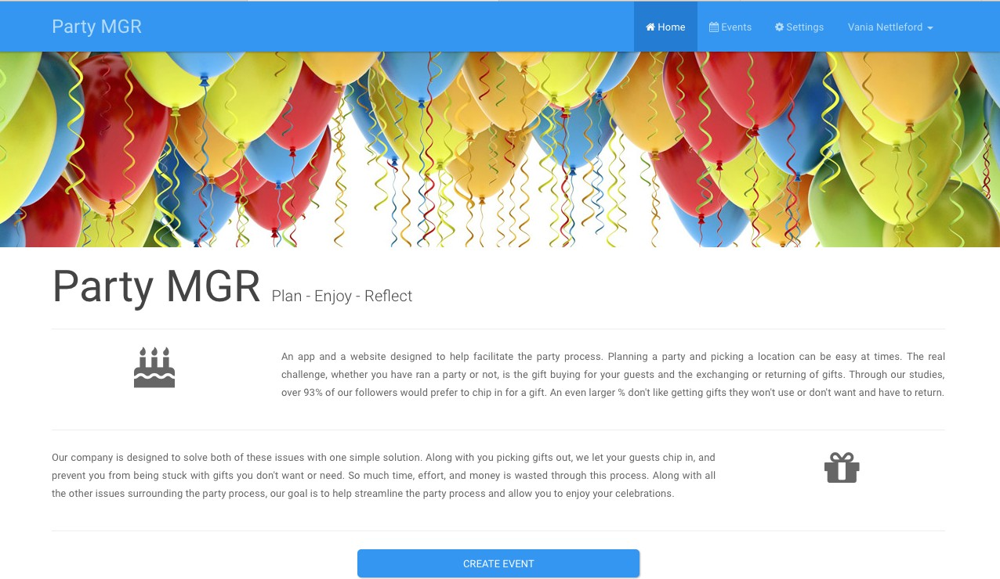 Party MGR
Home
Events
Settings
Vania Nettleford
Party MGR Plan - Enjoy - Reflect
An app and a website designed to help facilitate the party process. Planning a party and picking a location can be easy at times. The real
challenge, whether you have ran a party or not, is the gift buying for your guests and the exchanging or returning of gifts. Through our studies,
over 93% of our followers would prefer to chip in for a gift. An even larger % don't like getting gifts they won't use or don't want and have to return.
Our company is designed to solve both of these issues with one simple solution. Along with you picking gifts out, we let your guests chip in, and
prevent you from being stuck with gifts you don't want or need. So much time, effort, and money is wasted through this process. Along with all
the other issues surrounding the party process, our goal is to help streamline the party process and allow you to enjoy your celebrations.
CREATE EVENT